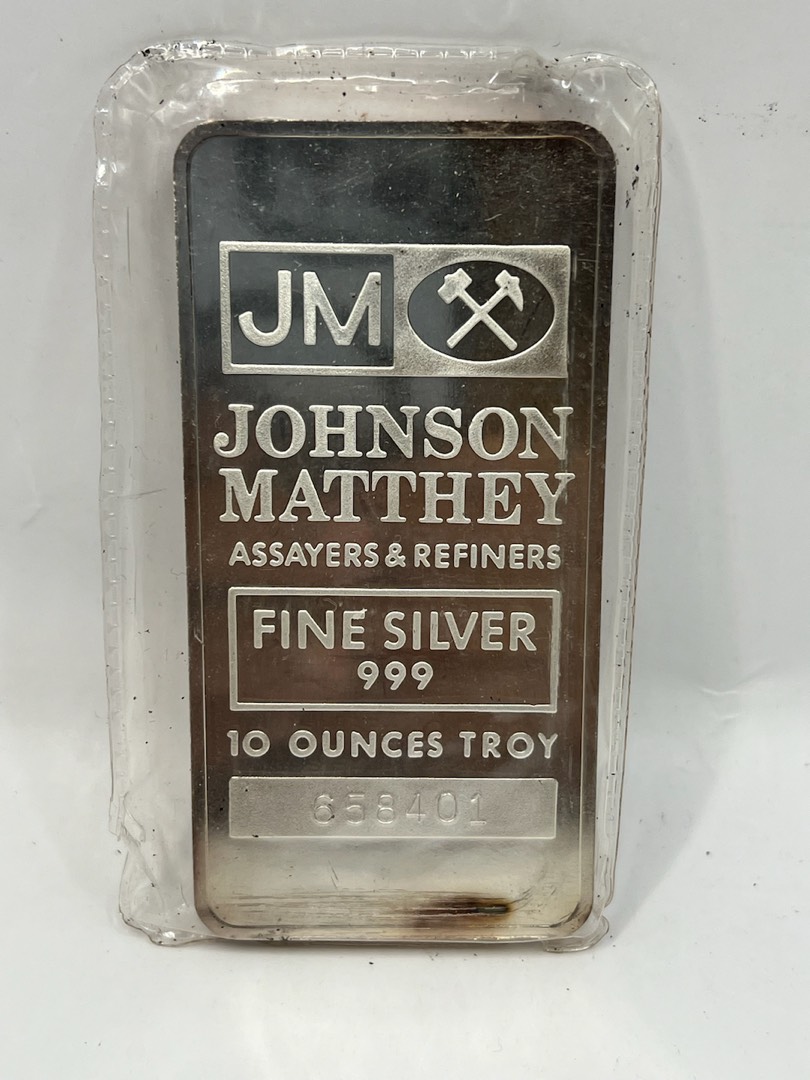 JM
JOHNSON
MATTHEY
ASSAYERS & REFINERS
FINE SILVER
999
10 OUNCES TROY
658401